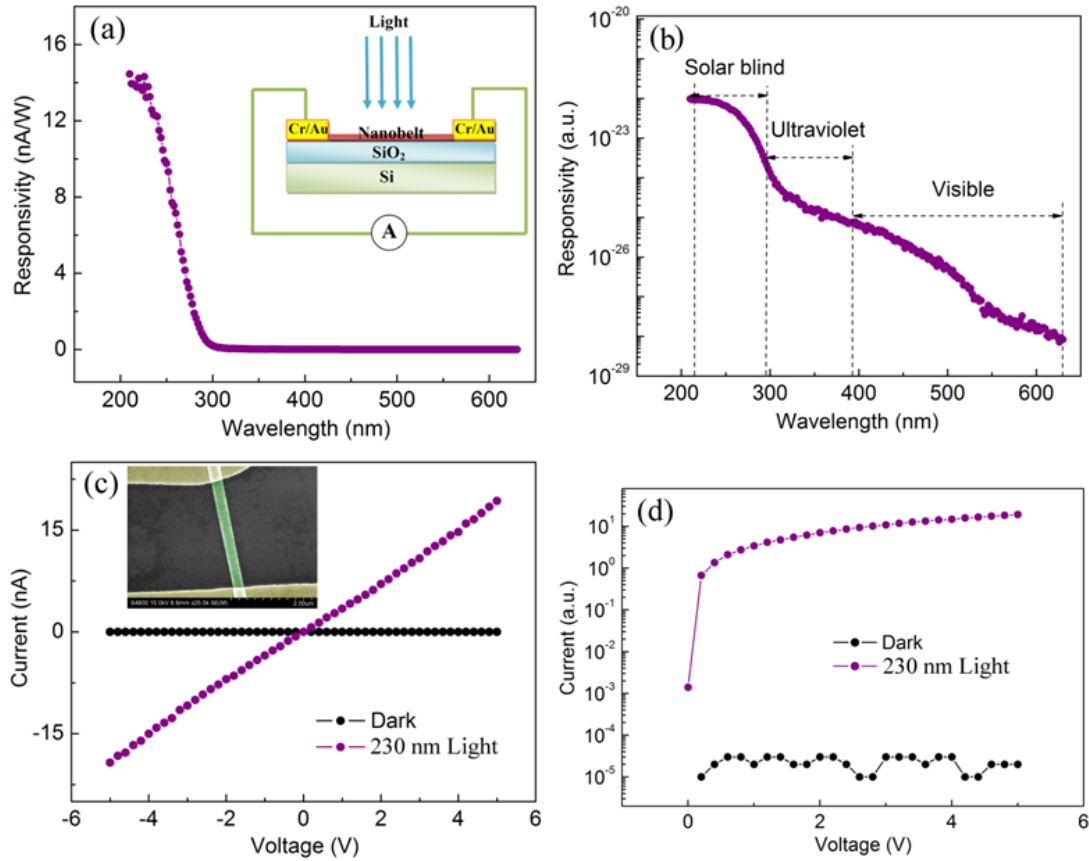 (a)
Light
Cr/Au
Nanobelt
Cr/Au
SiO2
Si
A
16
12
8
4
0
Responsivity (nA/W)
200 300 400 500 600
Wavelength (nm)
(b)
Solar blind
Ultraviolet
Visible
10-20
10-23
10-26
10-29
Responsivity (a.u.)
200 300 400 500 600
Wavelength (nm)
(c)
15
0
-15
Current (nA)
Dark
230 nm Light
-6 -4 -2 0 2 4 6
Voltage (V)
(d)
10^1
10^0
10^-1
10^-2
10^-3
10^-4
10^-5
Current (a.u.)
Dark
230 nm Light
0 2 4 6
Voltage (V)